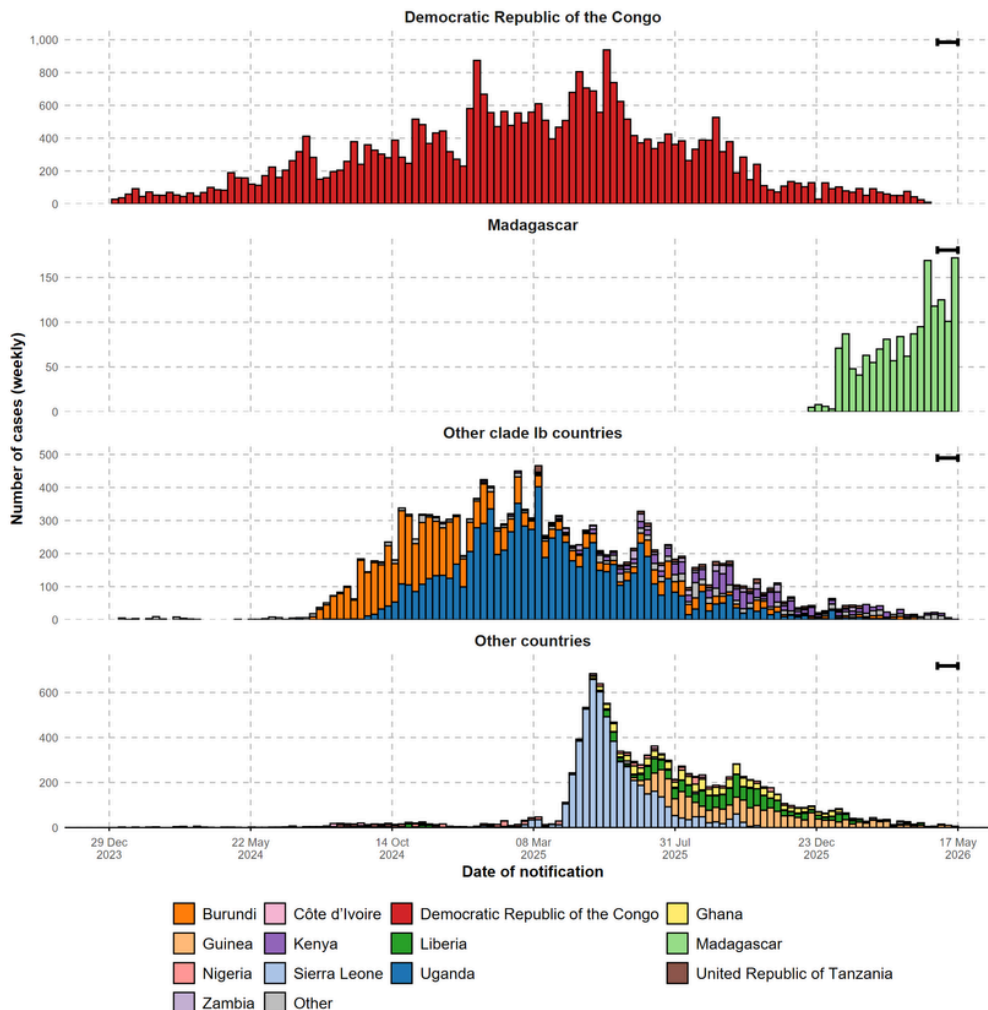 Democratic Republic of the Congo
1,000
800
600
400
200
0
Madagascar
150
100
50
0
Other clade Ib countries
500
400
300
200
100
0
Other countries
600
400
200
0
Number of cases (weekly)
29 Dec 22 May 14 Oct 08 Mar 31 Jul 23 Dec 17 May
2023 2024 2024 2025 2025 2025 2026
Date of notification
Burundi Côte d'Ivoire Democratic Republic of the Congo Ghana
Guinea Kenya Liberia Madagascar
Nigeria Sierra Leone Uganda United Republic of Tanzania
Zambia Other